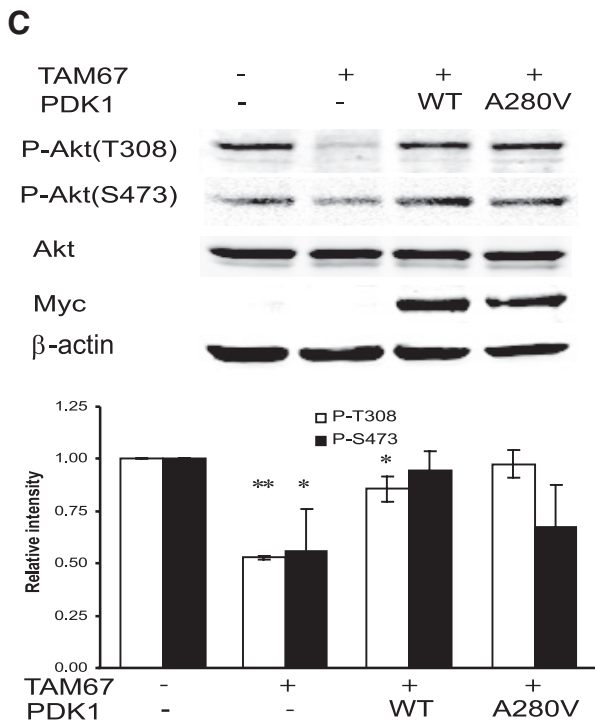 C
TAM67 - + + +
PDK1 - - WT A280V
P-Akt(T308)
P-Akt(S473)
Akt
Myc
β-actin
Relative intensity
1.25
1.00
0.75
0.50
0.25
0.00
P-T308
P-S473
** * *
TAM67 - + + +
PDK1 - - WT A280V